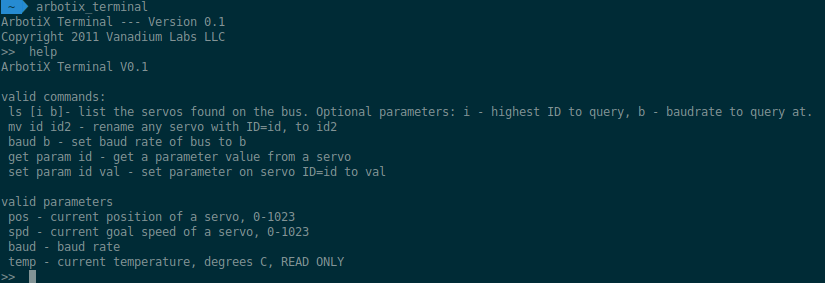 ~ arbotix_terminal
ArbotiX Terminal --- Version 0.1
Copyright 2011 Vanadium Labs LLC
>>  help
ArbotiX Terminal V0.1
valid commands:
 ls [i b]- list the servos found on the bus. Optional parameters: i - highest ID to query, b - baudrate to query at.
 mv id id2 - rename any servo with ID=id, to id2
 baud b - set baud rate of bus to b
 get param id - get a parameter value from a servo
 set param id val - set parameter on servo ID=id to val
valid parameters
 pos - current position of a servo, 0-1023
 spd - current goal speed of a servo, 0-1023
 baud - baud rate
 temp - current temperature, degrees C, READ ONLY
>>